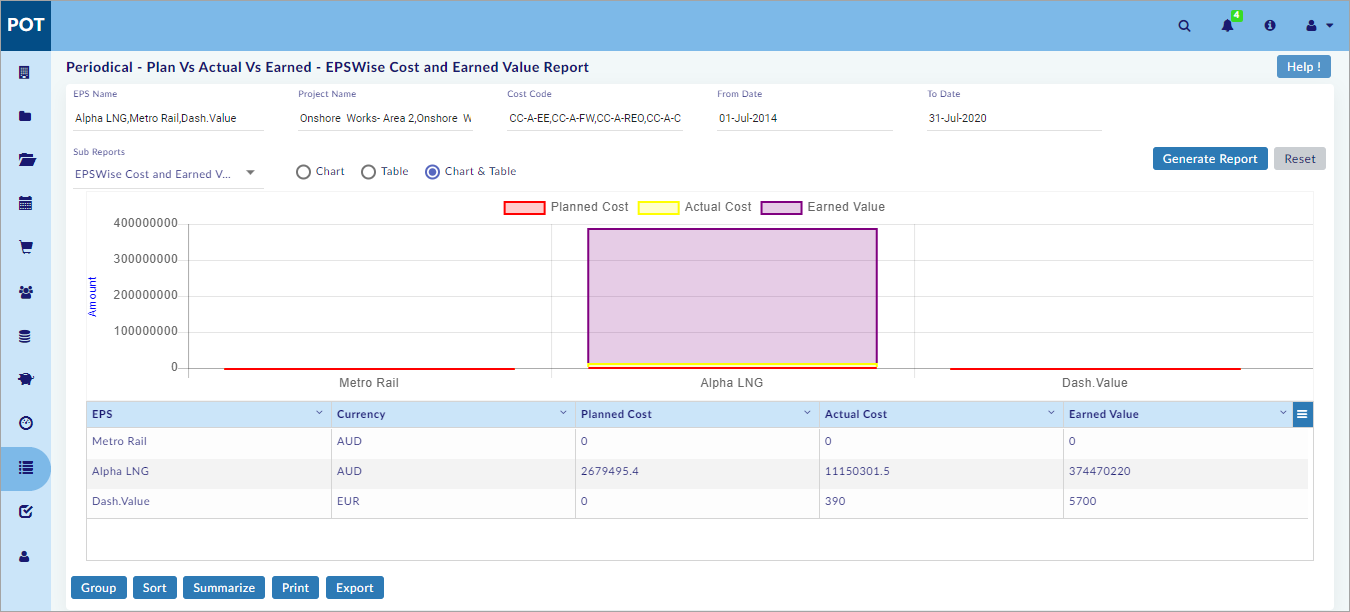 POT
4
Periodical - Plan Vs Actual Vs Earned - EPSWise Cost and Earned Value Report
Help !
EPS Name Project Name Cost Code From Date To Date
Alpha LNG,Metro Rail,Dash.Value Onshore Works- Area 2,Onshore W CC-A-EE,CC-A-FW,CC-A-REO,CC-A-C 01-Jul-2014 31-Jul-2020
Sub Reports
EPSWise Cost and Earned V... Chart Table Chart & Table
Generate Report Reset
Planned Cost Actual Cost Earned Value
400000000
300000000
200000000
100000000
0
Amount
Metro Rail Alpha LNG Dash.Value
EPS Currency Planned Cost Actual Cost Earned Value
Metro Rail AUD 0 0 0
Alpha LNG AUD 2679495.4 11150301.5 374470220
Dash.Value EUR 0 390 5700
Group Sort Summarize Print Export